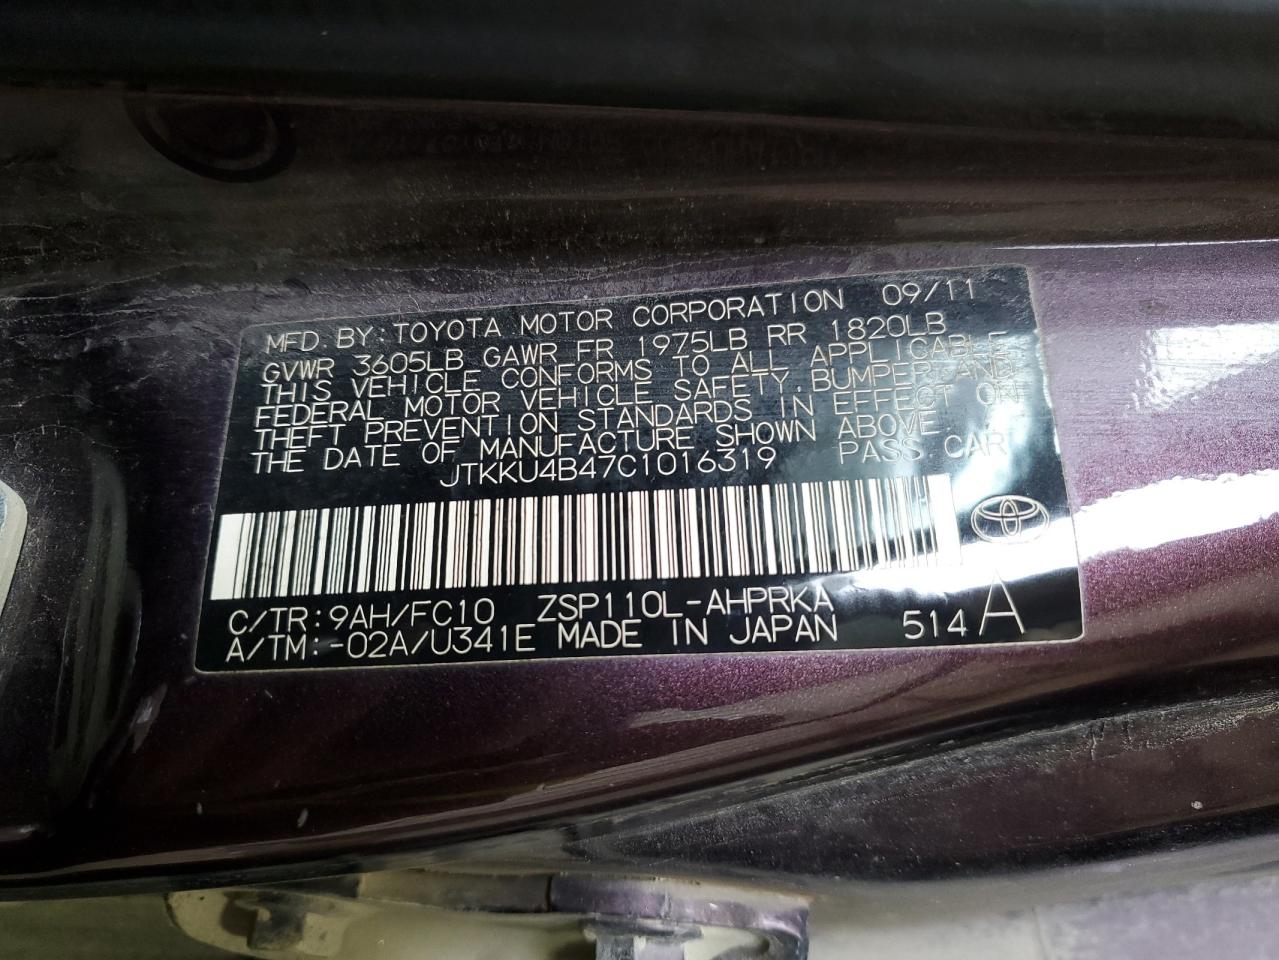 MFD. BY: TOYOTA MOTOR CORPORATION 09/11
GVWR 3605LB GAWR FR 1975LB RR 1820LB
THIS VEHICLE CONFORMS TO ALL APPLICABLE
FEDERAL MOTOR VEHICLE SAFETY, BUMPER, AND
THEFT PREVENTION STANDARDS IN EFFECT ON
THE DATE OF MANUFACTURE SHOWN ABOVE.
JTKKU4B47C1016319 PASS. CAR
C/TR: 9AH/FC10 ZSP110L-AHPRKA
A/TM: -02A/U341E MADE IN JAPAN 514 A